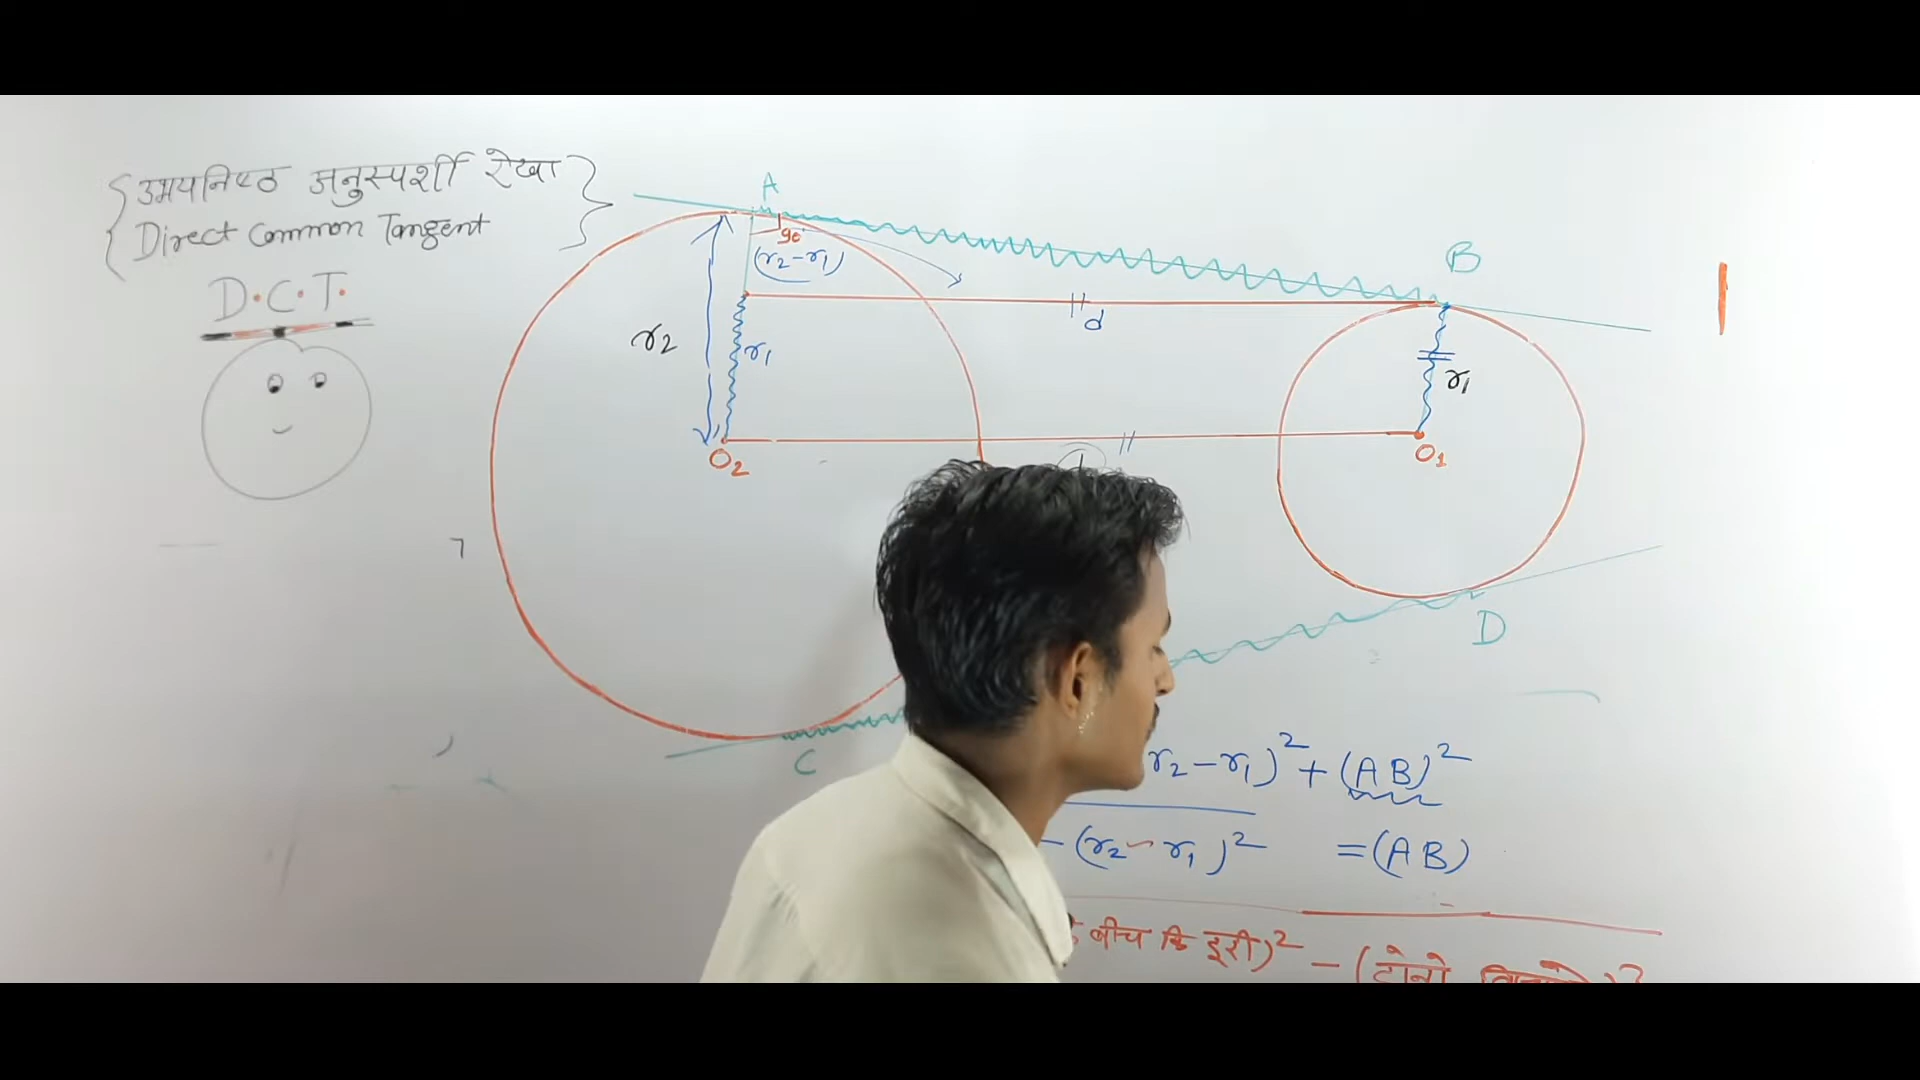 उभयनिष्ठ अनुस्पर्शी रेखा
Direct Common Tangent
D.C.T.
A
90°
(r2-r1)
B
d
r2
r1
r1
O2
O1
D
C
r2-r1)² + (AB)²
-(r2-r1)² = (AB)
बीच कि दुरी)² - (दोनो